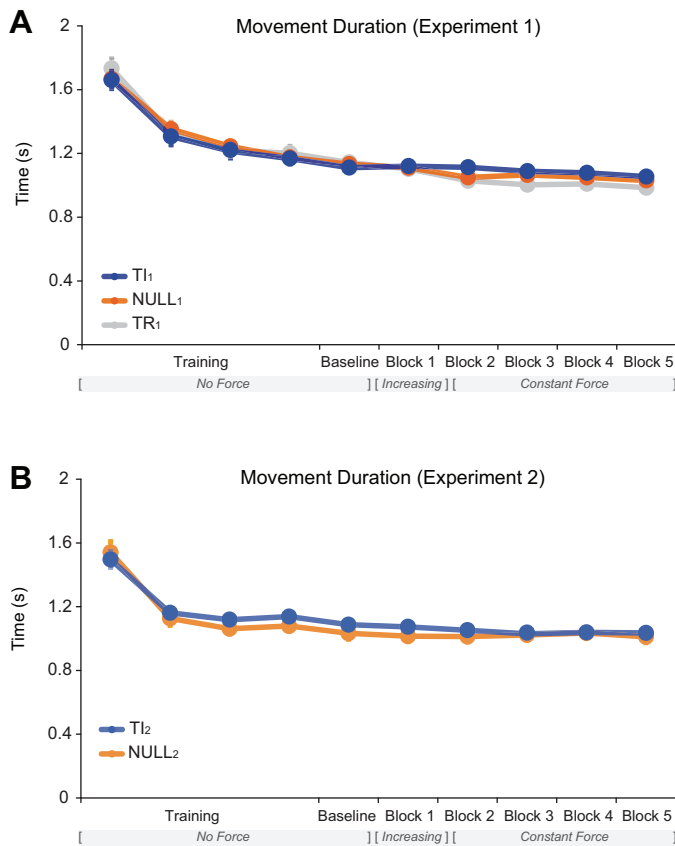 A
Movement Duration (Experiment 1)
2
1.6
1.2
0.8
0.4
0
Time (s)
TI1
NULL1
TR1
Training Baseline Block 1 Block 2 Block 3 Block 4 Block 5
[ No Force ] [ Increasing ] [ Constant Force ]
B
Movement Duration (Experiment 2)
2
1.6
1.2
0.8
0.4
0
Time (s)
TI2
NULL2
Training Baseline Block 1 Block 2 Block 3 Block 4 Block 5
[ No Force ] [ Increasing ] [ Constant Force ]